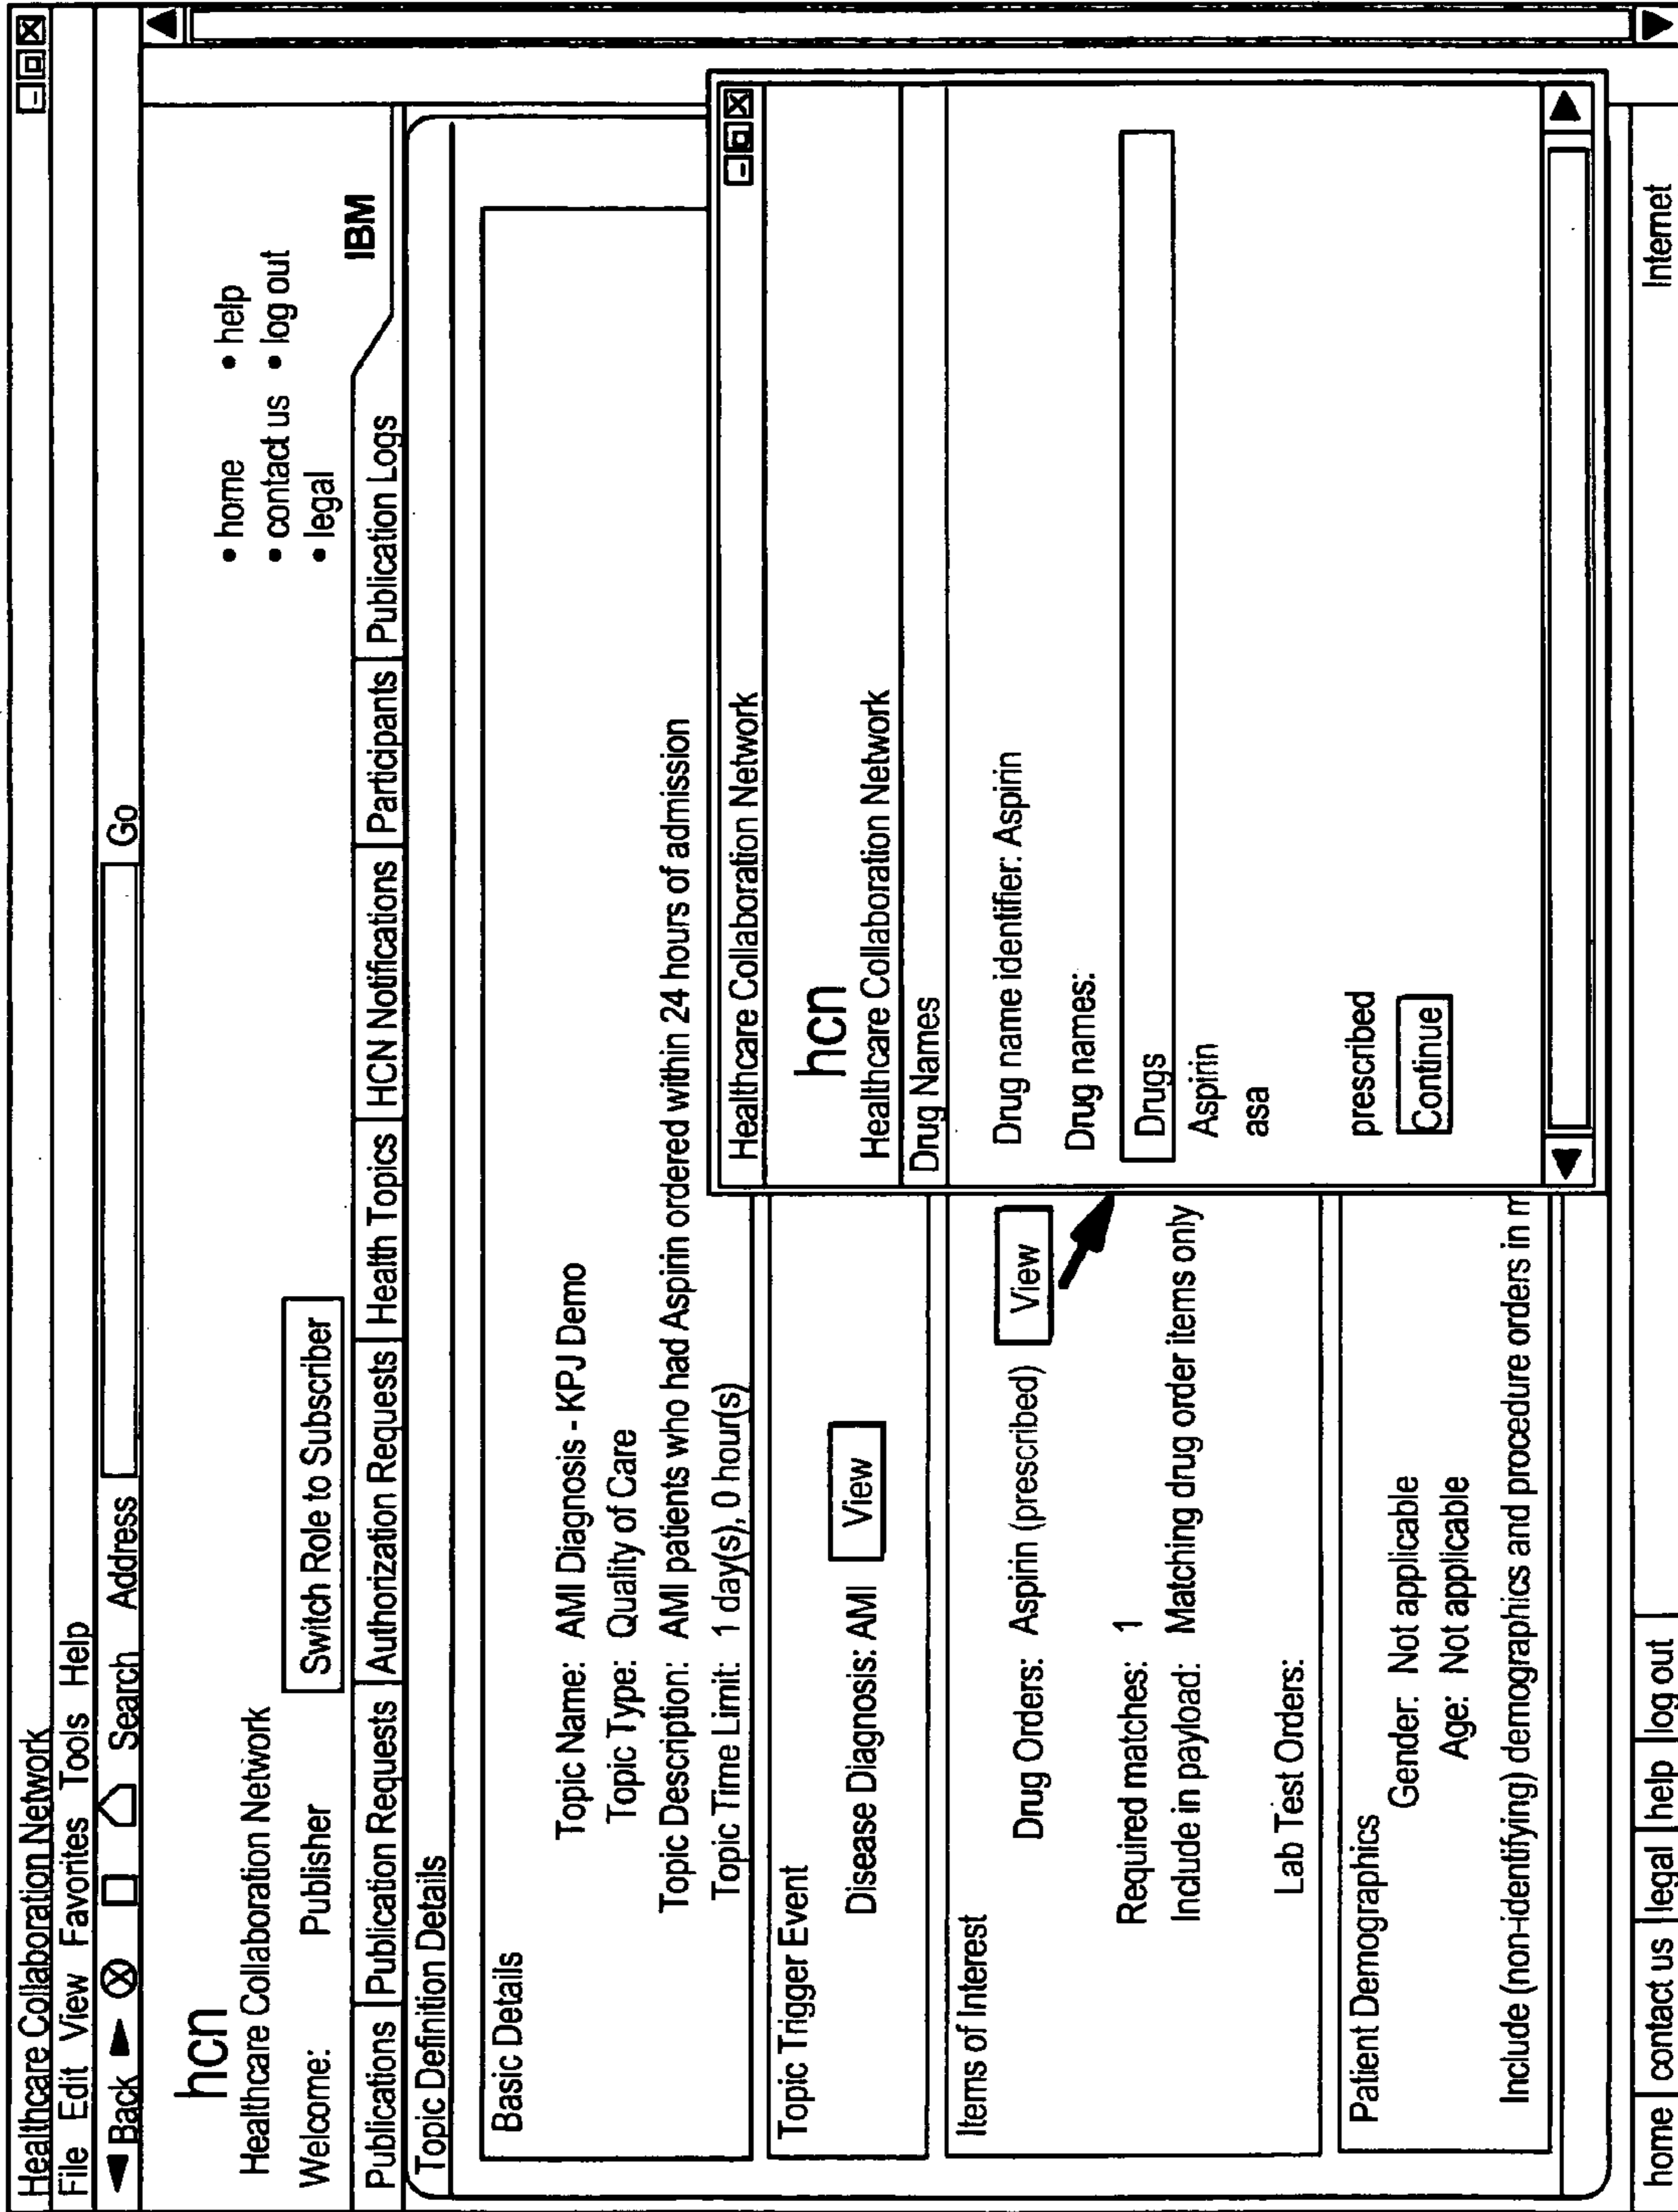 Healthcare Collaboration Network
File Edit View Favorites Tools Help
Back Search Address Go
hcn
Healthcare Collaboration Network
• home • help
• contact us • log out
• legal
Welcome: Publisher Switch Role to Subscriber
IBM
Publications Publication Requests Authorization Requests Health Topics HCN Notifications Participants Publication Logs
Topic Definition Details
Basic Details
Topic Name: AMI Diagnosis - KPJ Demo
Topic Type: Quality of Care
Topic Description: AMI patients who had Aspirin ordered within 24 hours of admission
Topic Time Limit: 1 day(s), 0 hour(s)
Topic Trigger Event
Disease Diagnosis: AMI View
Items of Interest
Drug Orders: Aspirin (prescribed) View
Required matches: 1
Include in payload: Matching drug order items only
Lab Test Orders:
Patient Demographics
Gender: Not applicable
Age: Not applicable
Include (non-identifying) demographics and procedure orders in m
Healthcare Collaboration Network
hcn
Healthcare Collaboration Network
Drug Names
Drug name identifier: Aspirin
Drug names:
Drugs
Aspirin
asa
prescribed
Continue
home contact us legal help log out
Internet